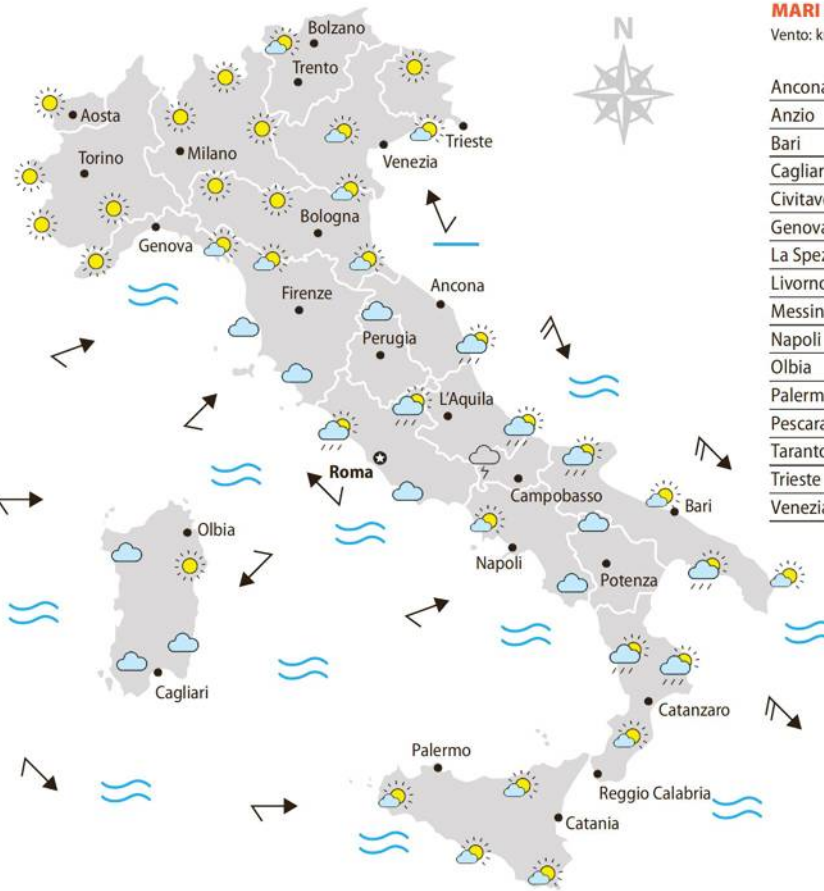 MARI
Vento: k
N
Bolzano
Trento
Aosta
Torino
Milano
Venezia
Trieste
Genova
Bologna
Firenze
Ancona
Perugia
L'Aquila
Roma
Campobasso
Bari
Olbia
Napoli
Potenza
Cagliari
Catanzaro
Palermo
Reggio Calabria
Catania
Ancona
Anzio
Bari
Cagliar
Civitav
Genova
La Spez
Livorno
Messin
Napoli
Olbia
Palerm
Pescara
Taranto
Trieste
Venezia